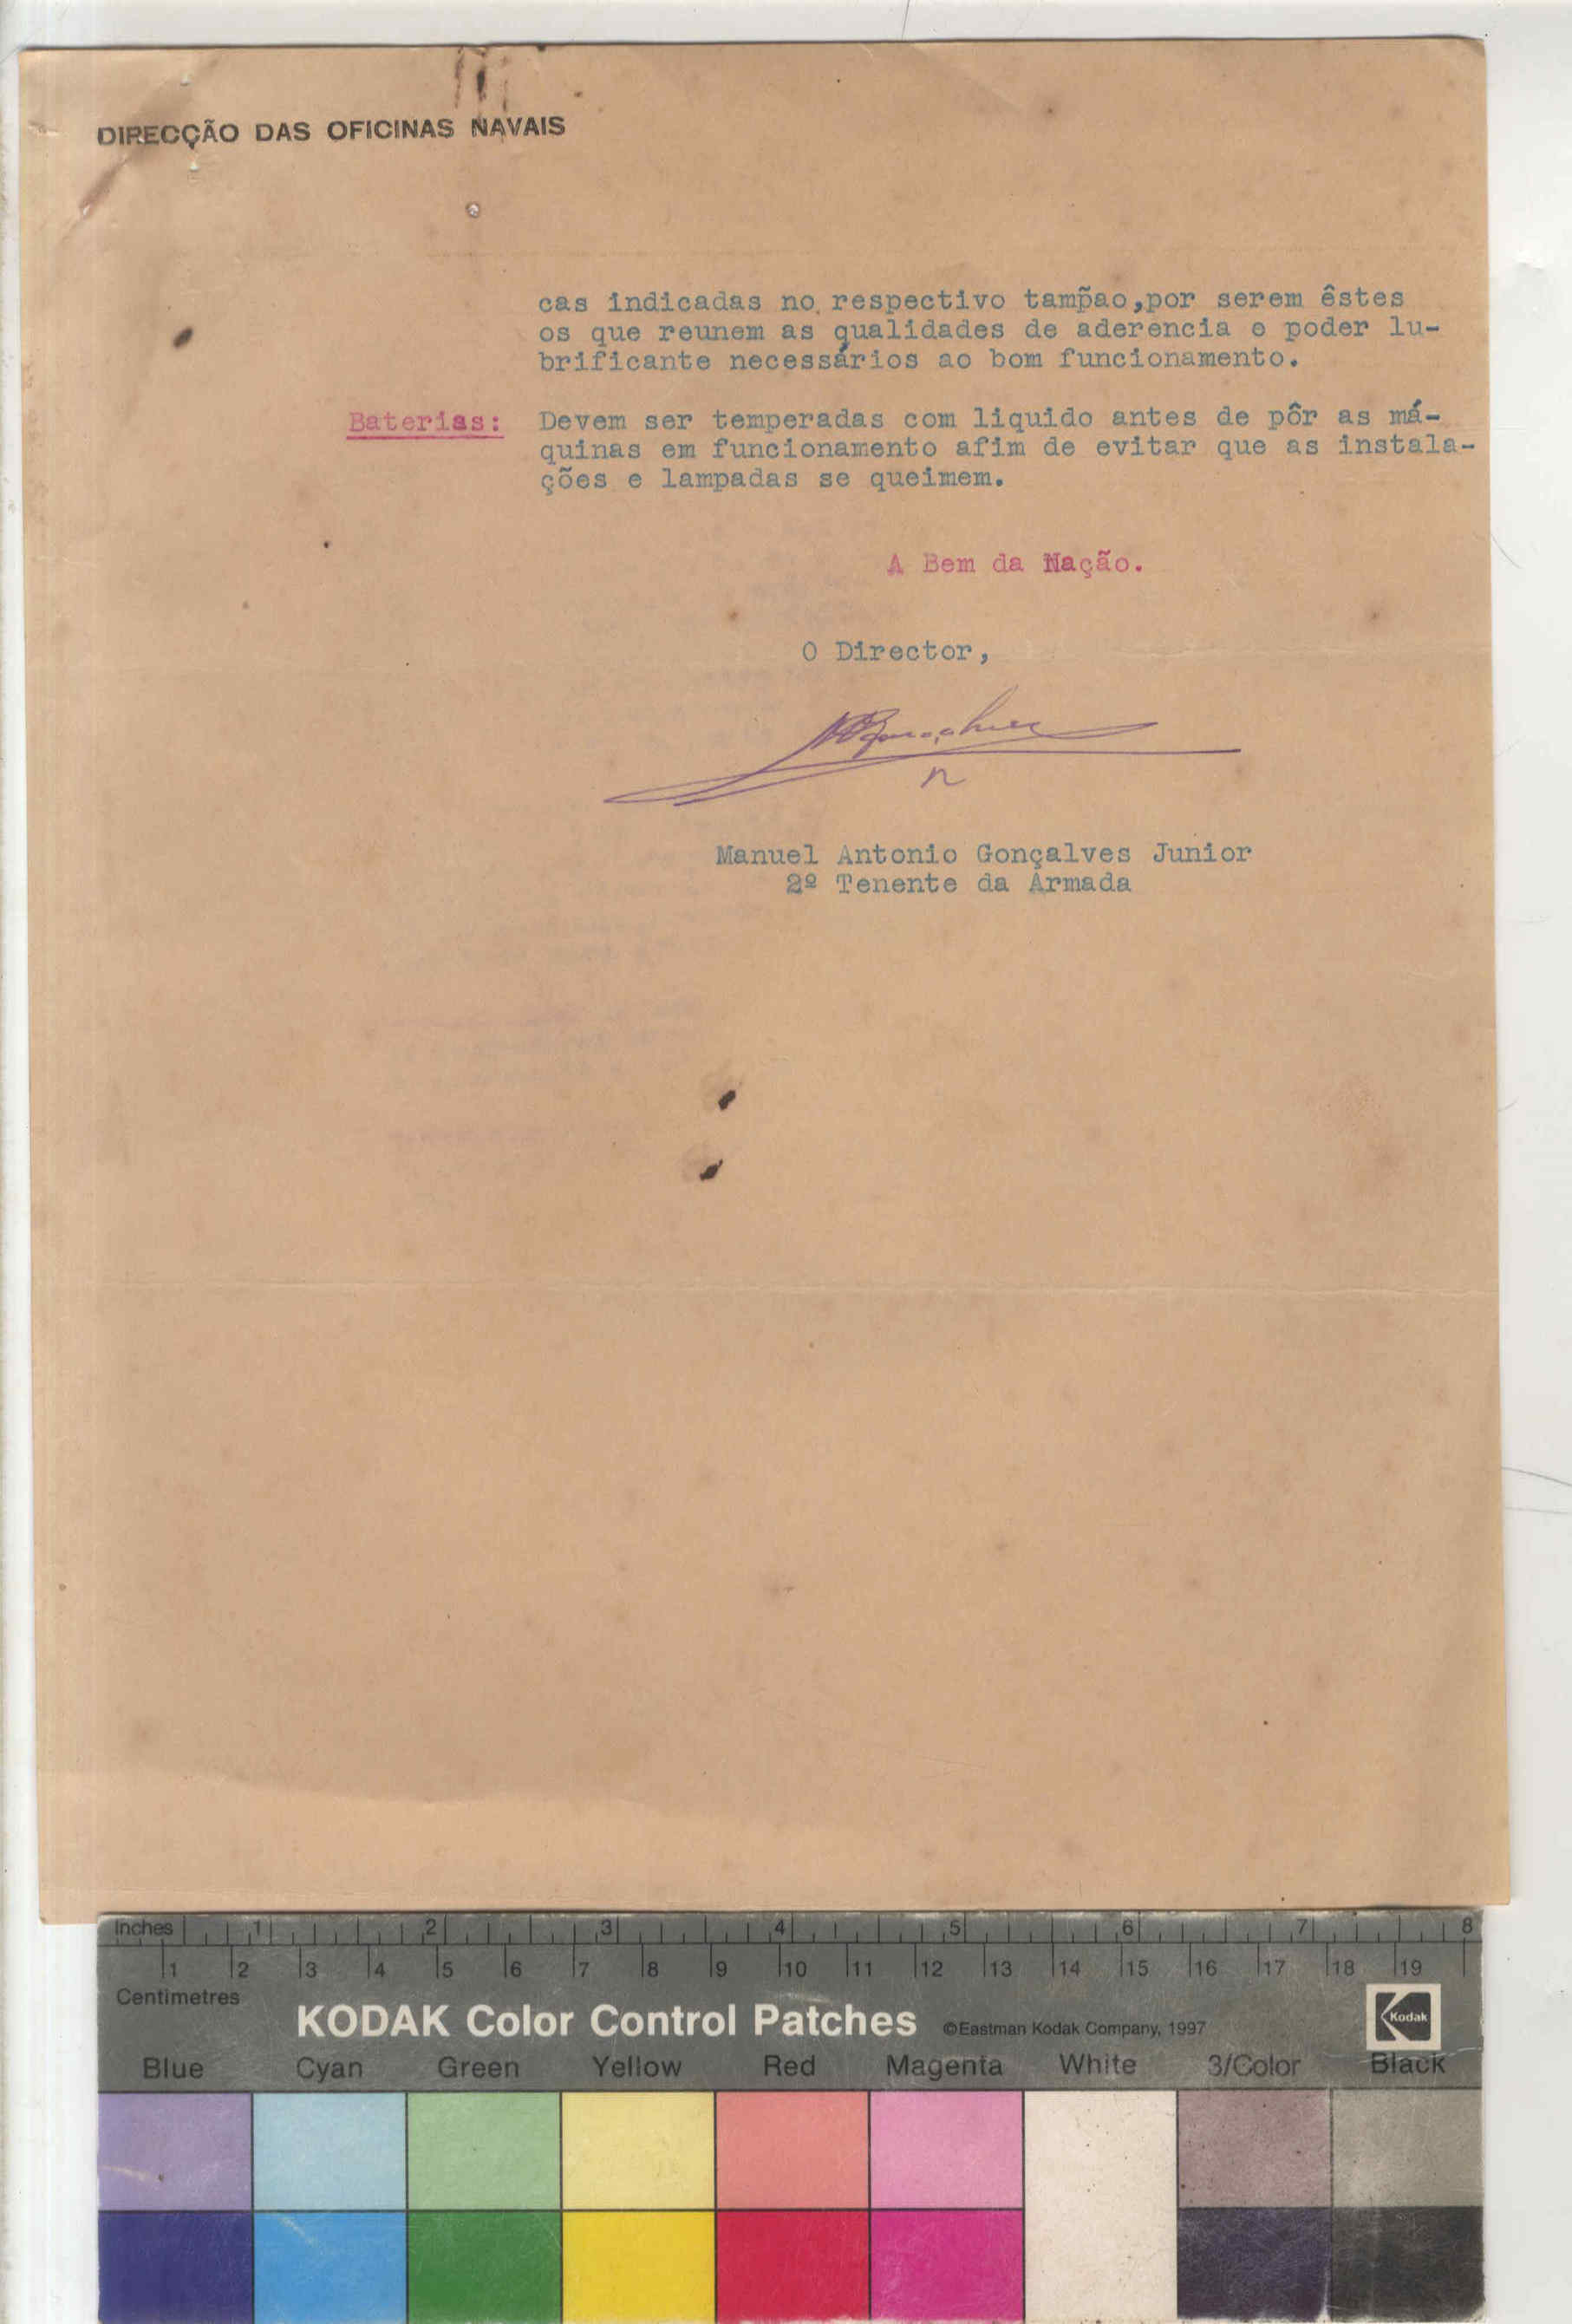 DIRECÇÃO DAS OFICINAS NAVAIS
cas indicadas no respectivo tamp̃ao,por serem êstes
os que reunem as qualidades de aderencia e poder lu-
brificante necessários ao bom funcionamento.
Baterias: Devem ser temperadas com liquido antes de pôr as má-
quinas em funcionamento afim de evitar que as instala-
ções e lampadas se queimem.
A Bem da Nação.
O Director,
Manuel Antonio Gonçalves Junior
2º Tenente da Armada
Inches 1 2 3 4 5 6 7 8
1 2 3 4 5 6 7 8 9 10 11 12 13 14 15 16 17 18 19
Centimetres
KODAK Color Control Patches ©Eastman Kodak Company, 1997 Kodak
Blue Cyan Green Yellow Red Magenta White 3/Color Black